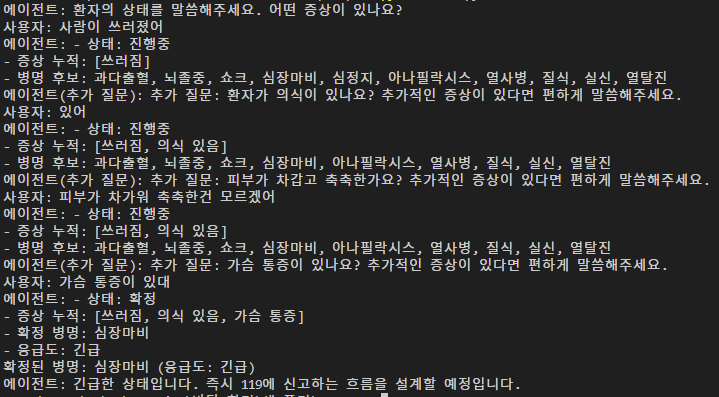 에이전트: 환자의 상태를 말씀해주세요. 어떤 증상이 있나요?
사용자: 사람이 쓰러졌어
에이전트: - 상태: 진행중
- 증상 누적: [쓰러짐]
- 병명 후보: 과다출혈, 뇌졸중, 쇼크, 심장마비, 심정지, 아나필락시스, 열사병, 질식, 실신, 열탈진
에이전트(추가 질문): 추가 질문: 환자가 의식이 있나요? 추가적인 증상이 있다면 편하게 말씀해주세요.
사용자: 있어
에이전트: - 상태: 진행중
- 증상 누적: [쓰러짐, 의식 있음]
- 병명 후보: 과다출혈, 뇌졸중, 쇼크, 심장마비, 아나필락시스, 열사병, 질식, 실신, 열탈진
에이전트(추가 질문): 추가 질문: 피부가 차갑고 축축한가요? 추가적인 증상이 있다면 편하게 말씀해주세요.
사용자: 피부가 차가워 축축한건 모르겠어
에이전트: - 상태: 진행중
- 증상 누적: [쓰러짐, 의식 있음]
- 병명 후보: 과다출혈, 뇌졸중, 쇼크, 심장마비, 아나필락시스, 열사병, 질식, 실신, 열탈진
에이전트(추가 질문): 추가 질문: 가슴 통증이 있나요? 추가적인 증상이 있다면 편하게 말씀해주세요.
사용자: 가슴 통증이 있대
에이전트: - 상태: 확정
- 증상 누적: [쓰러짐, 의식 있음, 가슴 통증]
- 확정 병명: 심장마비
- 응급도: 긴급
확정된 병명: 심장마비 (응급도: 긴급)
에이전트: 긴급한 상태입니다. 즉시 119에 신고하는 흐름을 설계할 예정입니다.